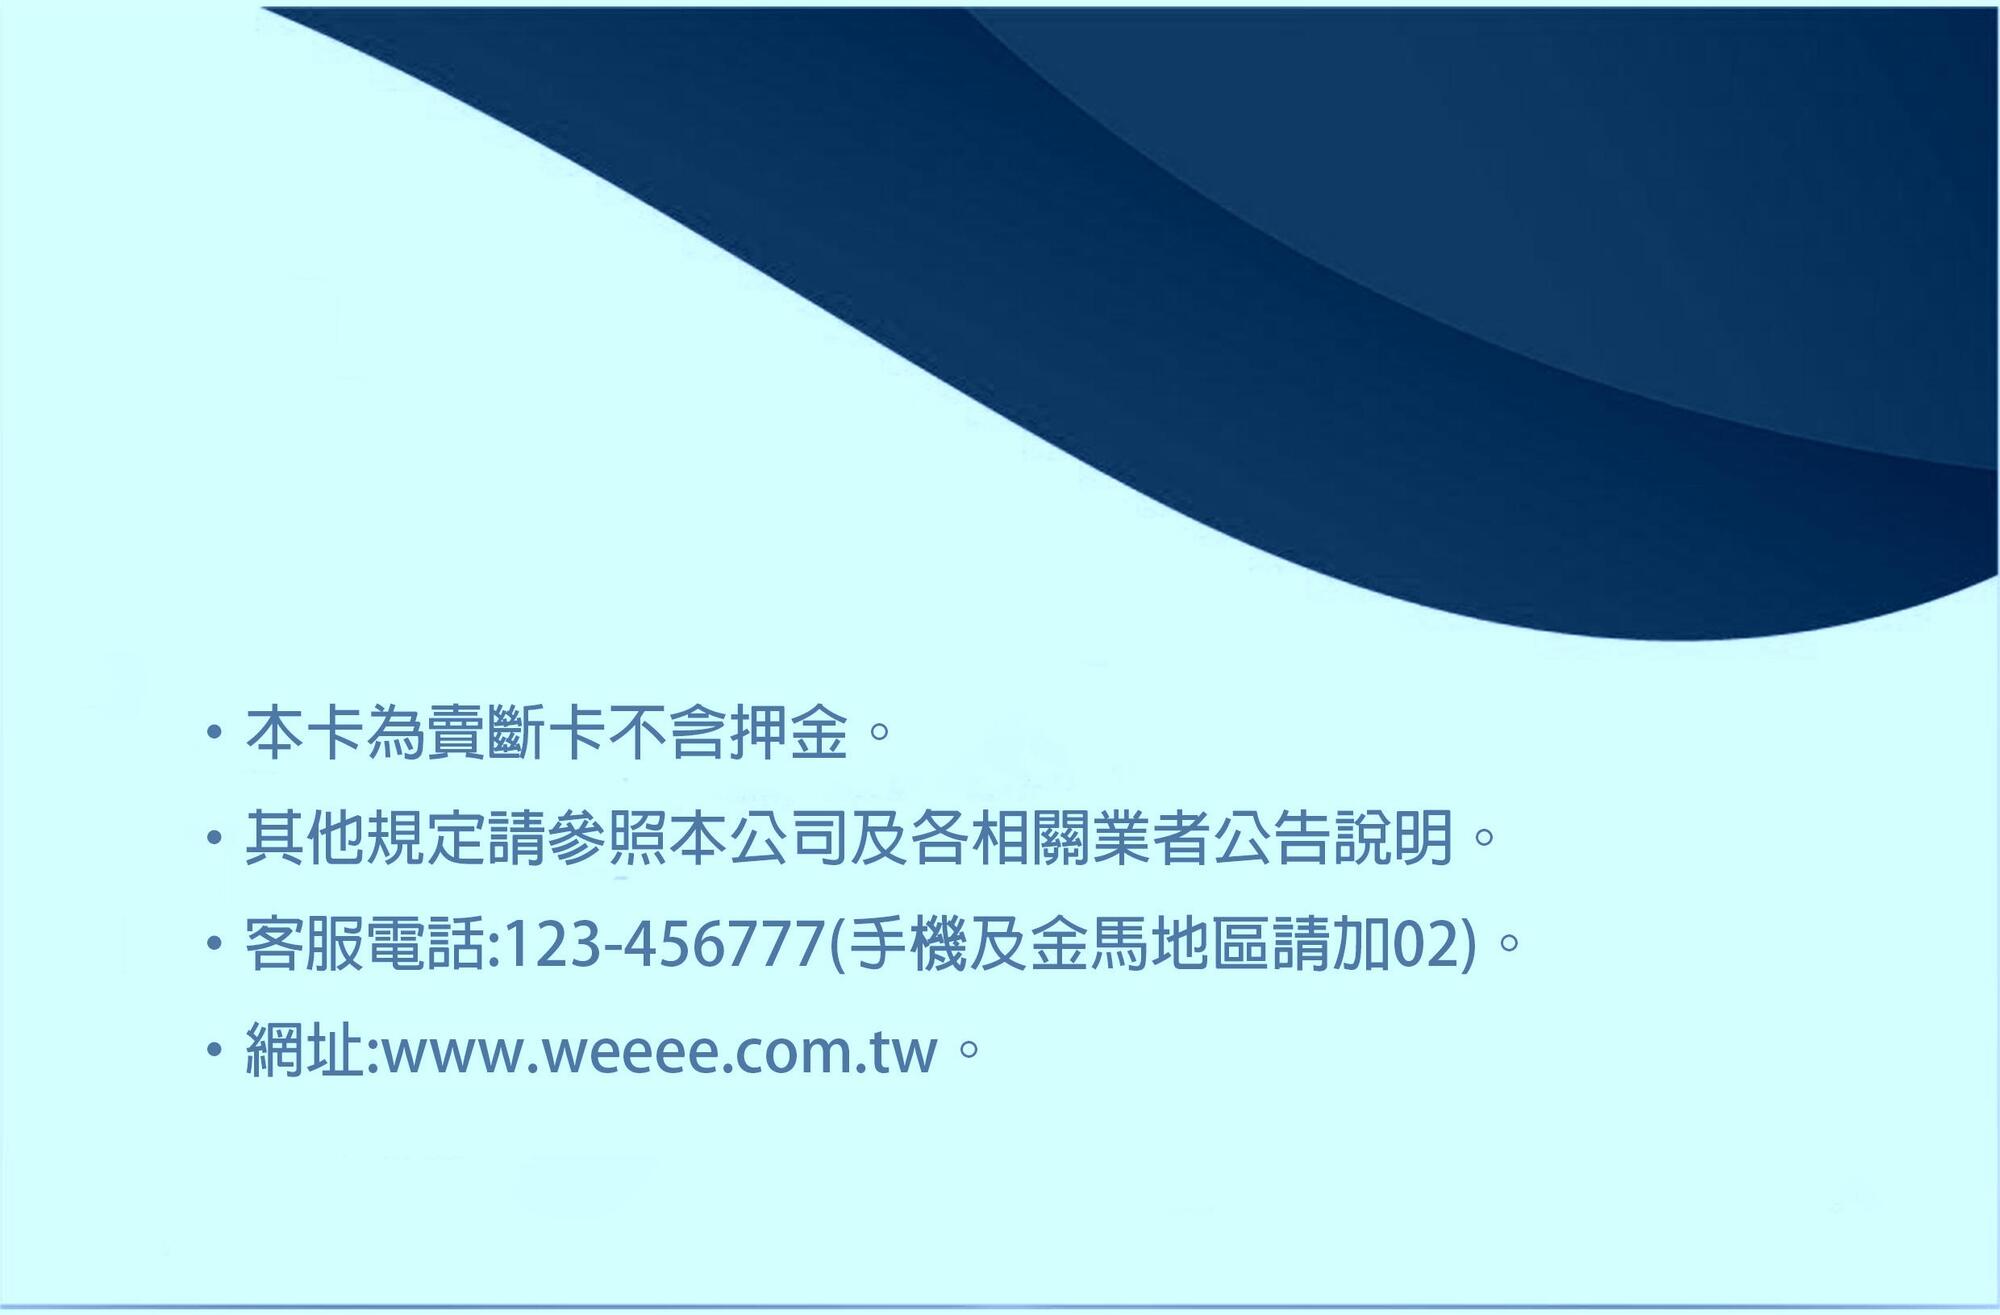 • 本卡為賣斷卡不含押金。
• 其他規定請參照本公司及各相關業者公告說明。
• 客服電話:123-456777(手機及金馬地區請加02)。
• 網址:www.weeee.com.tw。